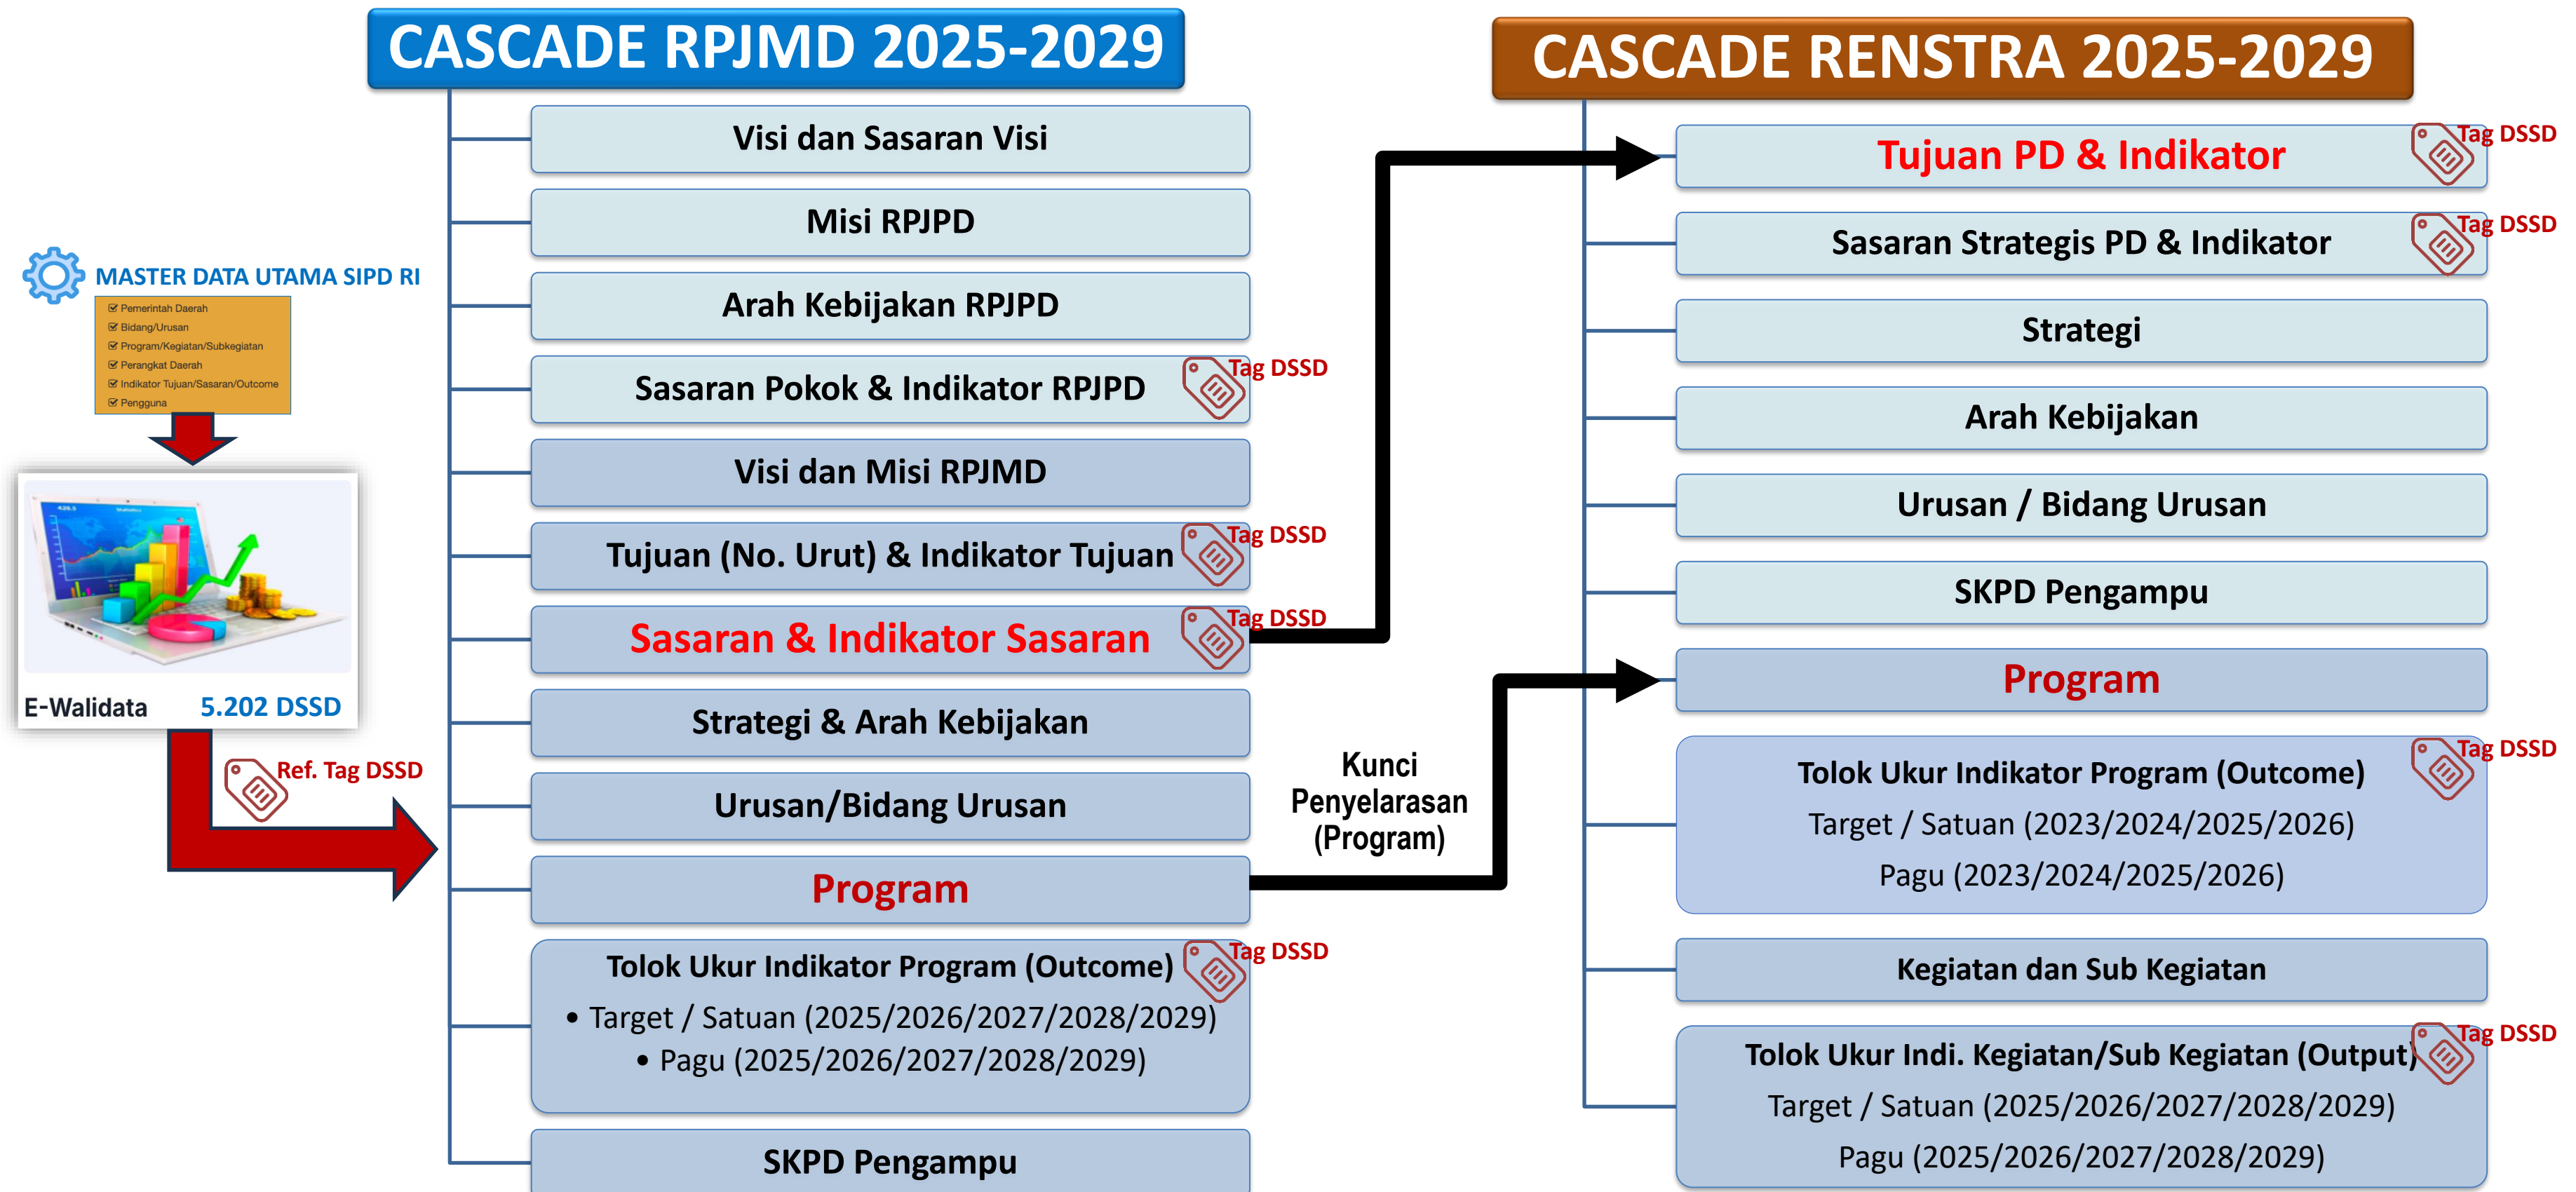 CASCADE RPJMD 2025-2029
Visi dan Sasaran Visi
Misi RPJPD
Arah Kebijakan RPJPD
Sasaran Pokok & Indikator RPJPD
Tag DSSD
Visi dan Misi RPJMD
Tujuan (No. Urut) & Indikator Tujuan
Tag DSSD
Sasaran & Indikator Sasaran
Tag DSSD
Strategi & Arah Kebijakan
Urusan/Bidang Urusan
Program
Tolok Ukur Indikator Program (Outcome)
Tag DSSD
• Target / Satuan (2025/2026/2027/2028/2029)
• Pagu (2025/2026/2027/2028/2029)
SKPD Pengampu
MASTER DATA UTAMA SIPD RI
Pemerintah Daerah
Bidang/Urusan
Program/Kegiatan/Subkegiatan
Perangkat Daerah
Indikator Tujuan/Sasaran/Outcome
Pengguna
E-Walidata 5.202 DSSD
Ref. Tag DSSD
Kunci
Penyelarasan
(Program)
CASCADE RENSTRA 2025-2029
Tujuan PD & Indikator
Tag DSSD
Sasaran Strategis PD & Indikator
Tag DSSD
Strategi
Arah Kebijakan
Urusan / Bidang Urusan
SKPD Pengampu
Program
Tolok Ukur Indikator Program (Outcome)
Tag DSSD
Target / Satuan (2023/2024/2025/2026)
Pagu (2023/2024/2025/2026)
Kegiatan dan Sub Kegiatan
Tolok Ukur Indi. Kegiatan/Sub Kegiatan (Output)
Tag DSSD
Target / Satuan (2025/2026/2027/2028/2029)
Pagu (2025/2026/2027/2028/2029)